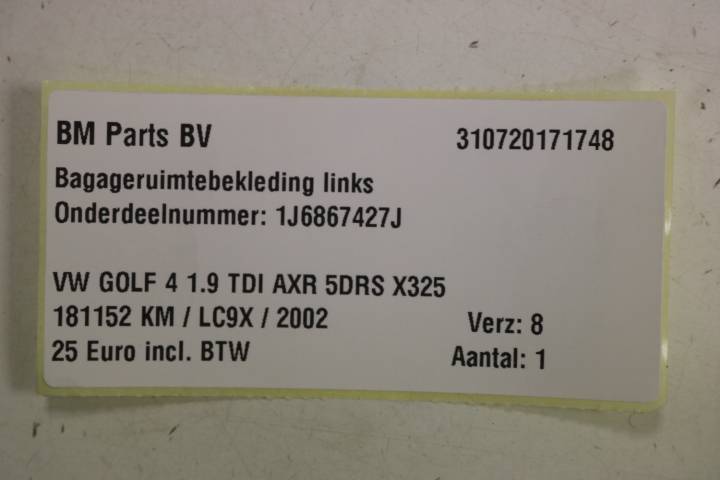 BM Parts BV 310720171748
Bagageruimtebekleding links
Onderdeelnummer: 1J6867427J
VW GOLF 4 1.9 TDI AXR 5DRS X325
181152 KM / LC9X / 2002 Verz: 8
25 Euro incl. BTW Aantal: 1